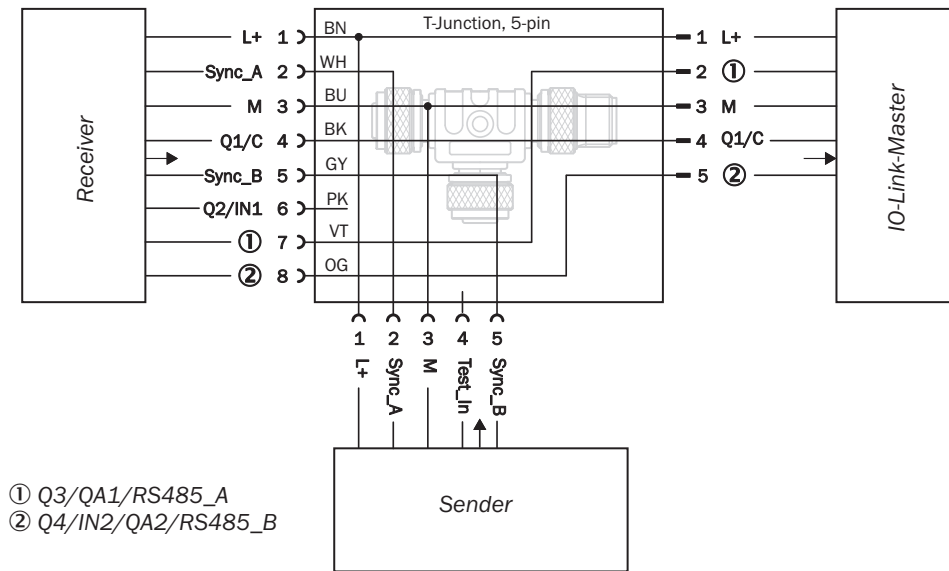 T-Junction, 5-pin
L+ 1 BN 1 L+
Sync_A 2 WH 2 ①
M 3 BU 3 M
Q1/C 4 BK 4 Q1/C
Sync_B 5 GY 5 ②
Q2/IN1 6 PK
① 7 VT
② 8 OG
Receiver
IO-Link-Master
1 2 3 4 5
L+
Sync_A
M
Test_In
Sync_B
Sender
① Q3/QA1/RS485_A
② Q4/IN2/QA2/RS485_B